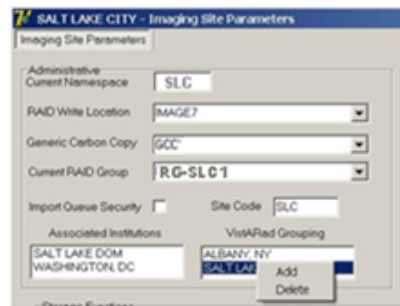 SALT LAKE CITY - Imaging Site Parameters
Imaging Site Parameters
Administrative
Current Namespace SLC
RAID Write Location IMAGE7
Generic Carbon Copy GCC
Current RAID Group RG-SLC1
Import Queue Security Site Code SLC
Associated Institutions VistARad Grouping
SALT LAKE DOM ALBANY, NY
WASHINGTON, DC SALT LAK
Add
Delete